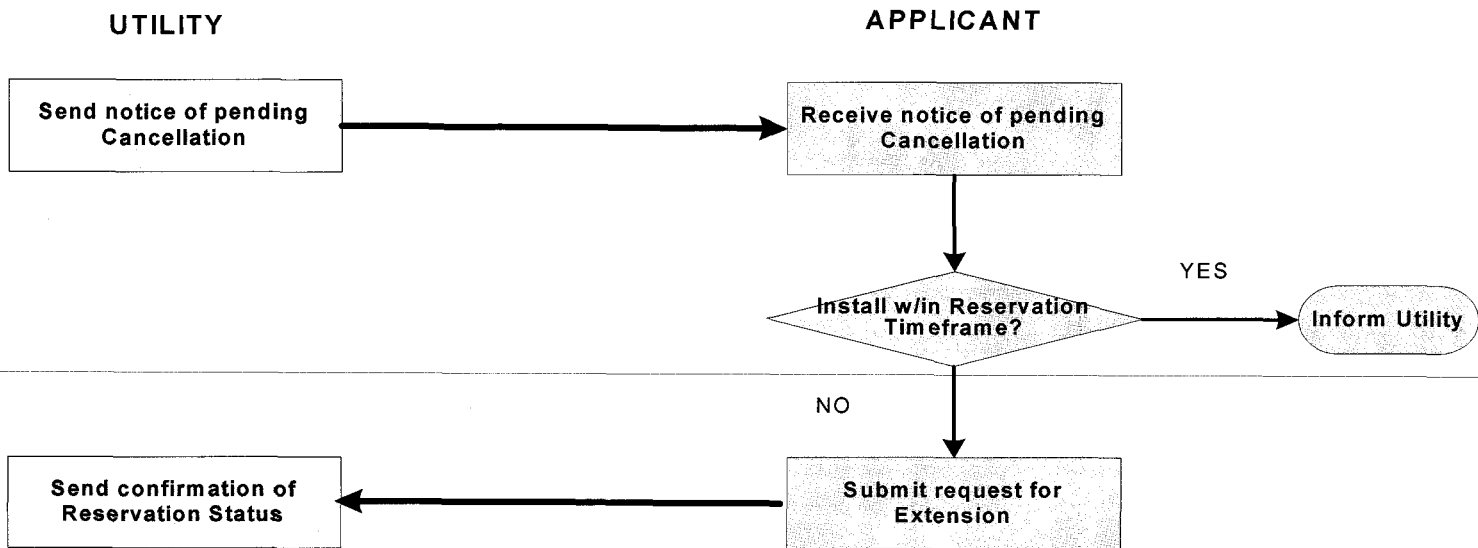 UTILITY
APPLICANT
Send notice of pending
Cancellation
Receive notice of pending
Cancellation
Install w/in Reservation
Timeframe?
YES
Inform Utility
NO
Send confirmation of
Reservation Status
Submit request for
Extension